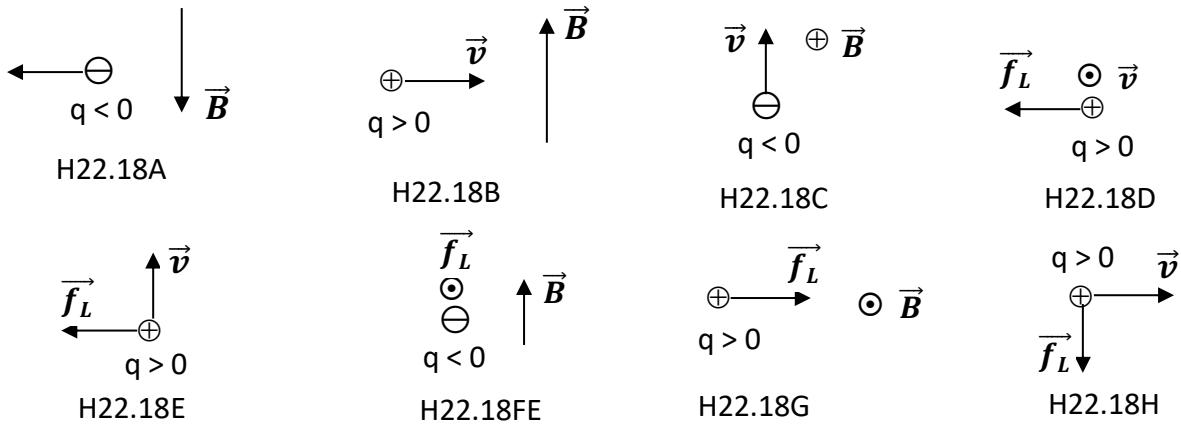 q < 0
B⃗
H22.18A
v⃗
B⃗
q > 0
H22.18B
v⃗
B⃗
q < 0
H22.18C
f_L⃗
v⃗
q > 0
H22.18D
v⃗
f_L⃗
q > 0
H22.18E
f_L⃗
B⃗
q < 0
H22.18FE
f_L⃗
q > 0
B⃗
H22.18G
q > 0
v⃗
f_L⃗
H22.18H